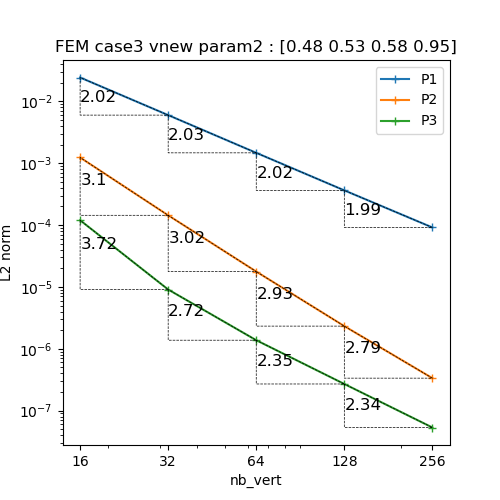 FEM case3 vnew param2 : [0.48 0.53 0.58 0.95]
P1
P2
P3
10⁻²
10⁻³
10⁻⁴
10⁻⁵
10⁻⁶
10⁻⁷
L2 norm
2.02
2.03
2.02
1.99
3.1
3.02
2.93
2.79
3.72
2.72
2.35
2.34
16 32 64 128 256
nb_vert